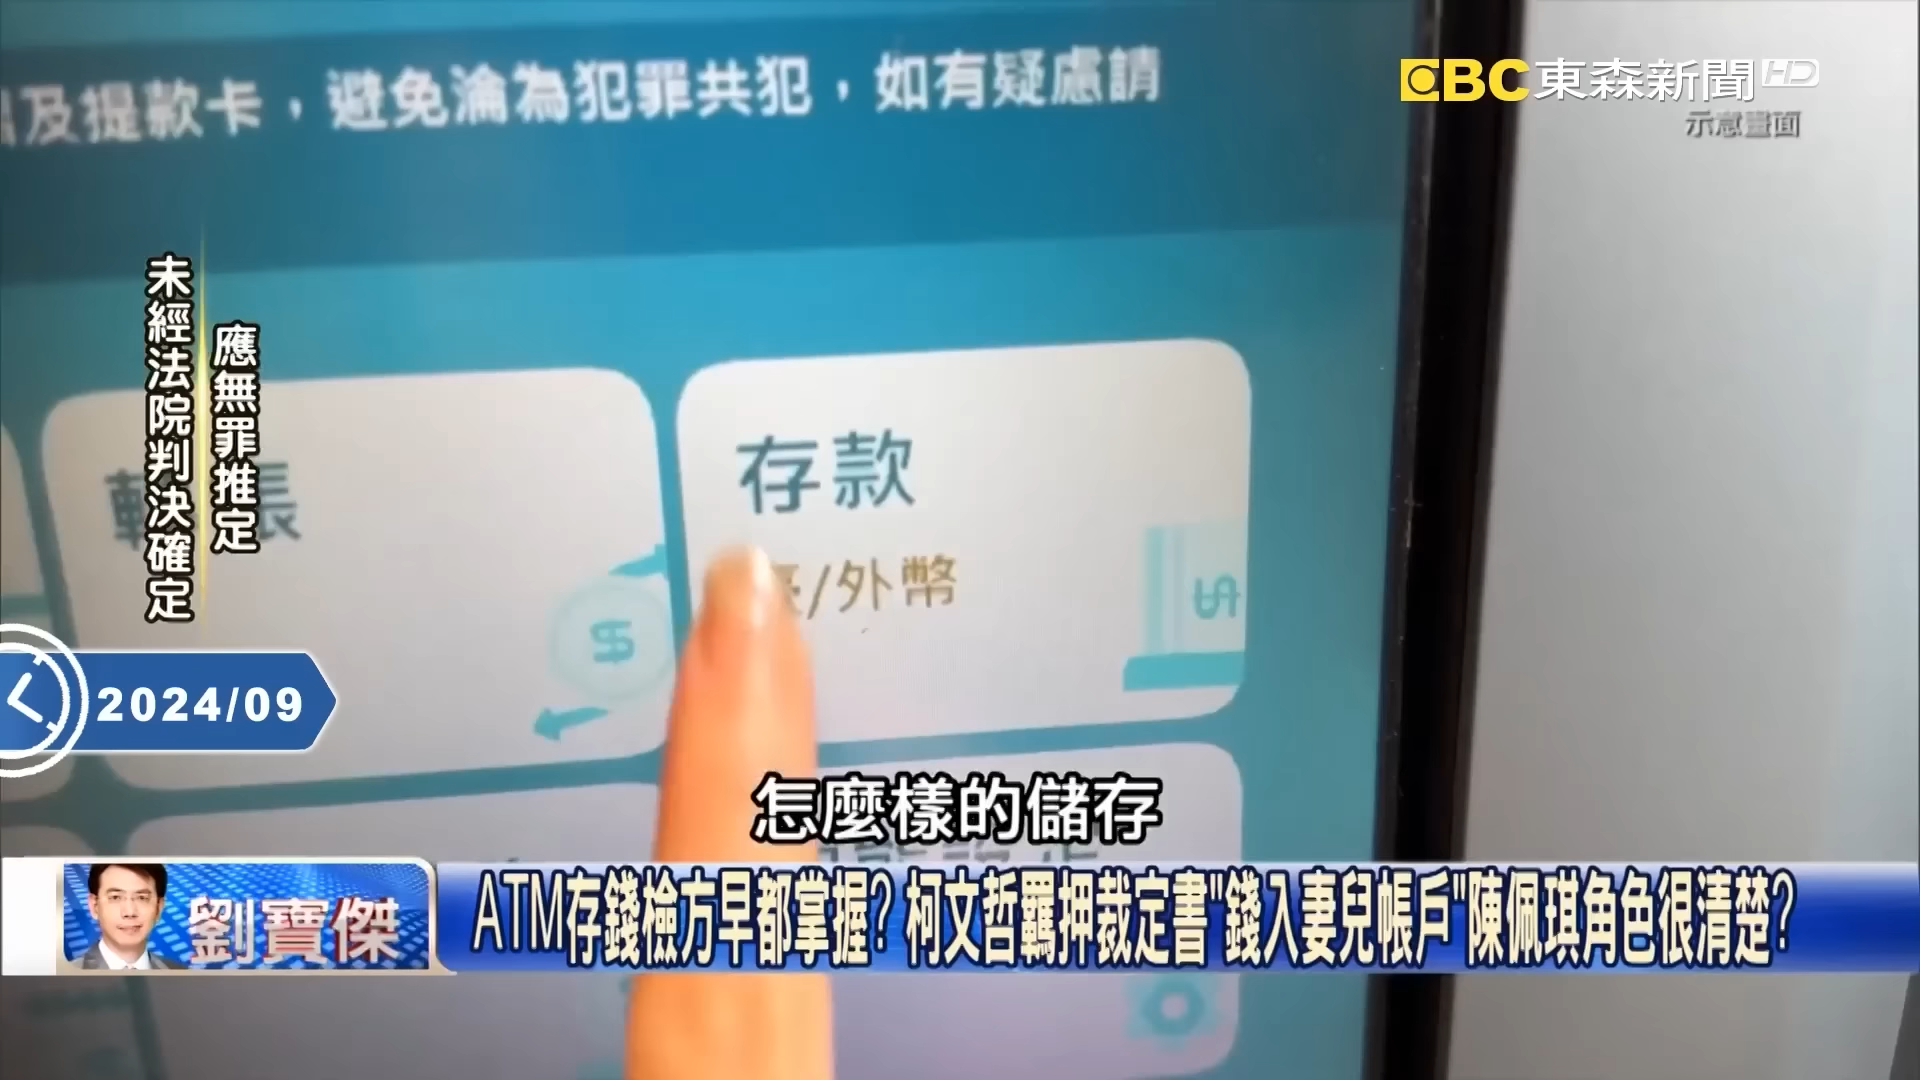 及提款卡，避免淪為犯罪共犯，如有疑慮請
EBC東森新聞HD
示意畫面
未經法院判決確定
應無罪推定
存款
/外幣
2024/09
怎麼樣的儲存
劉寶傑
ATM存錢檢方早都掌握？柯文哲羈押裁定書"錢入妻兒帳戶"陳佩琪角色很清楚？